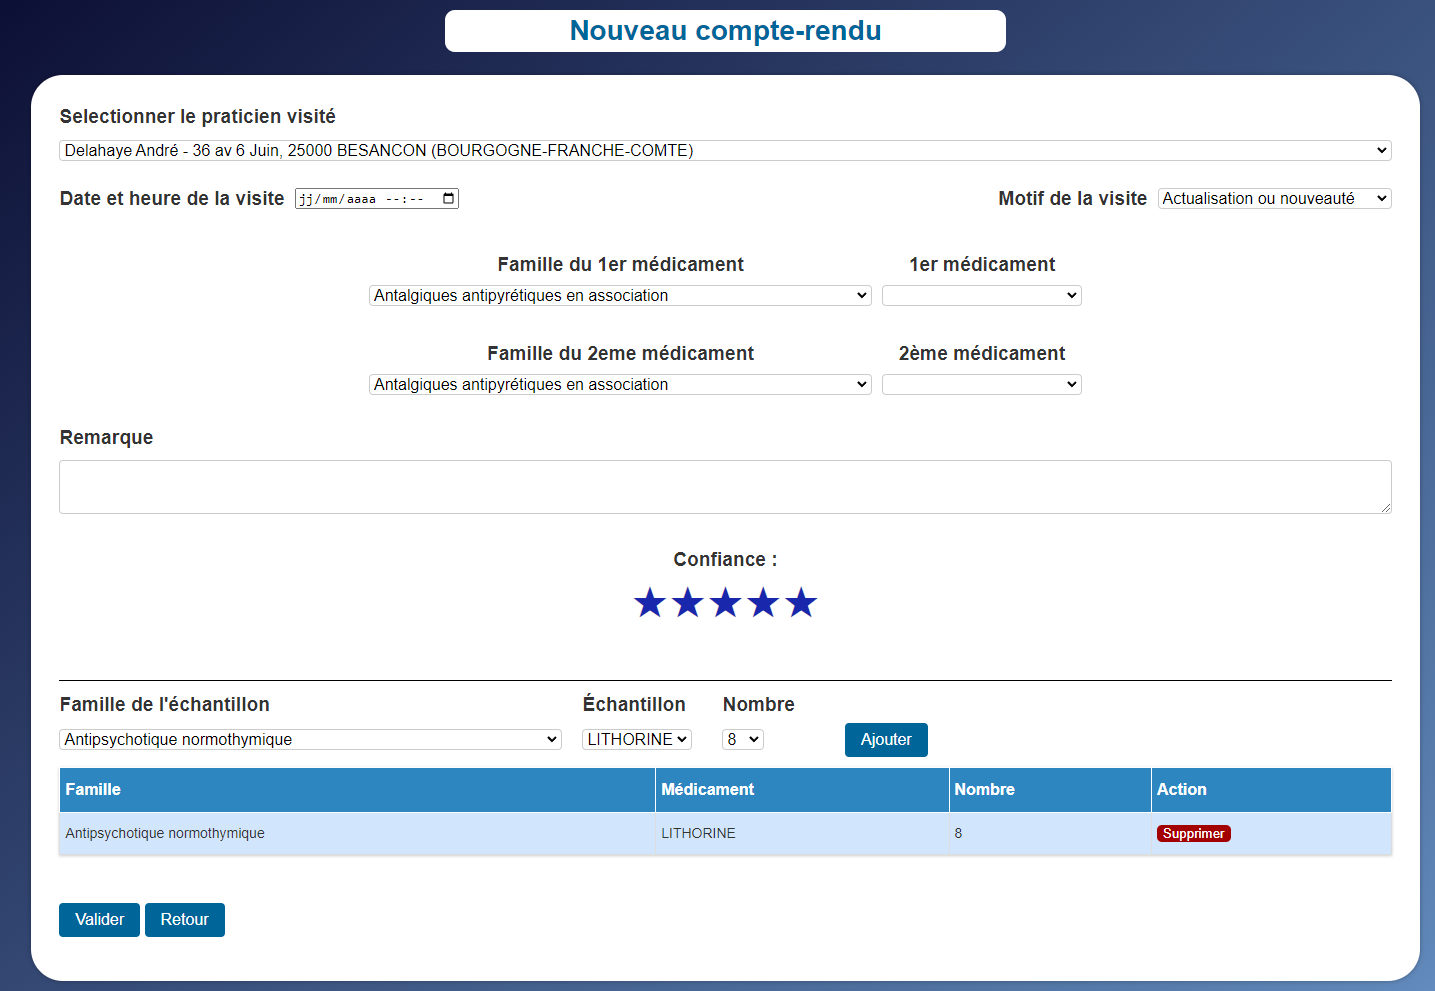 Nouveau compte-rendu
Selectionner le praticien visité
Delahaye André - 36 av 6 Juin, 25000 BESANCON (BOURGOGNE-FRANCHE-COMTE)
Date et heure de la visite jj/mm/aaaa --:-- Motif de la visite Actualisation ou nouveauté
Famille du 1er médicament 1er médicament
Antalgiques antipyrétiques en association
Famille du 2eme médicament 2ème médicament
Antalgiques antipyrétiques en association
Remarque
Confiance :
Famille de l'échantillon Échantillon Nombre
Antipsychotique normothymique LITHORINE 8 Ajouter
Famille Médicament Nombre Action
Antipsychotique normothymique LITHORINE 8 Supprimer
Valider Retour